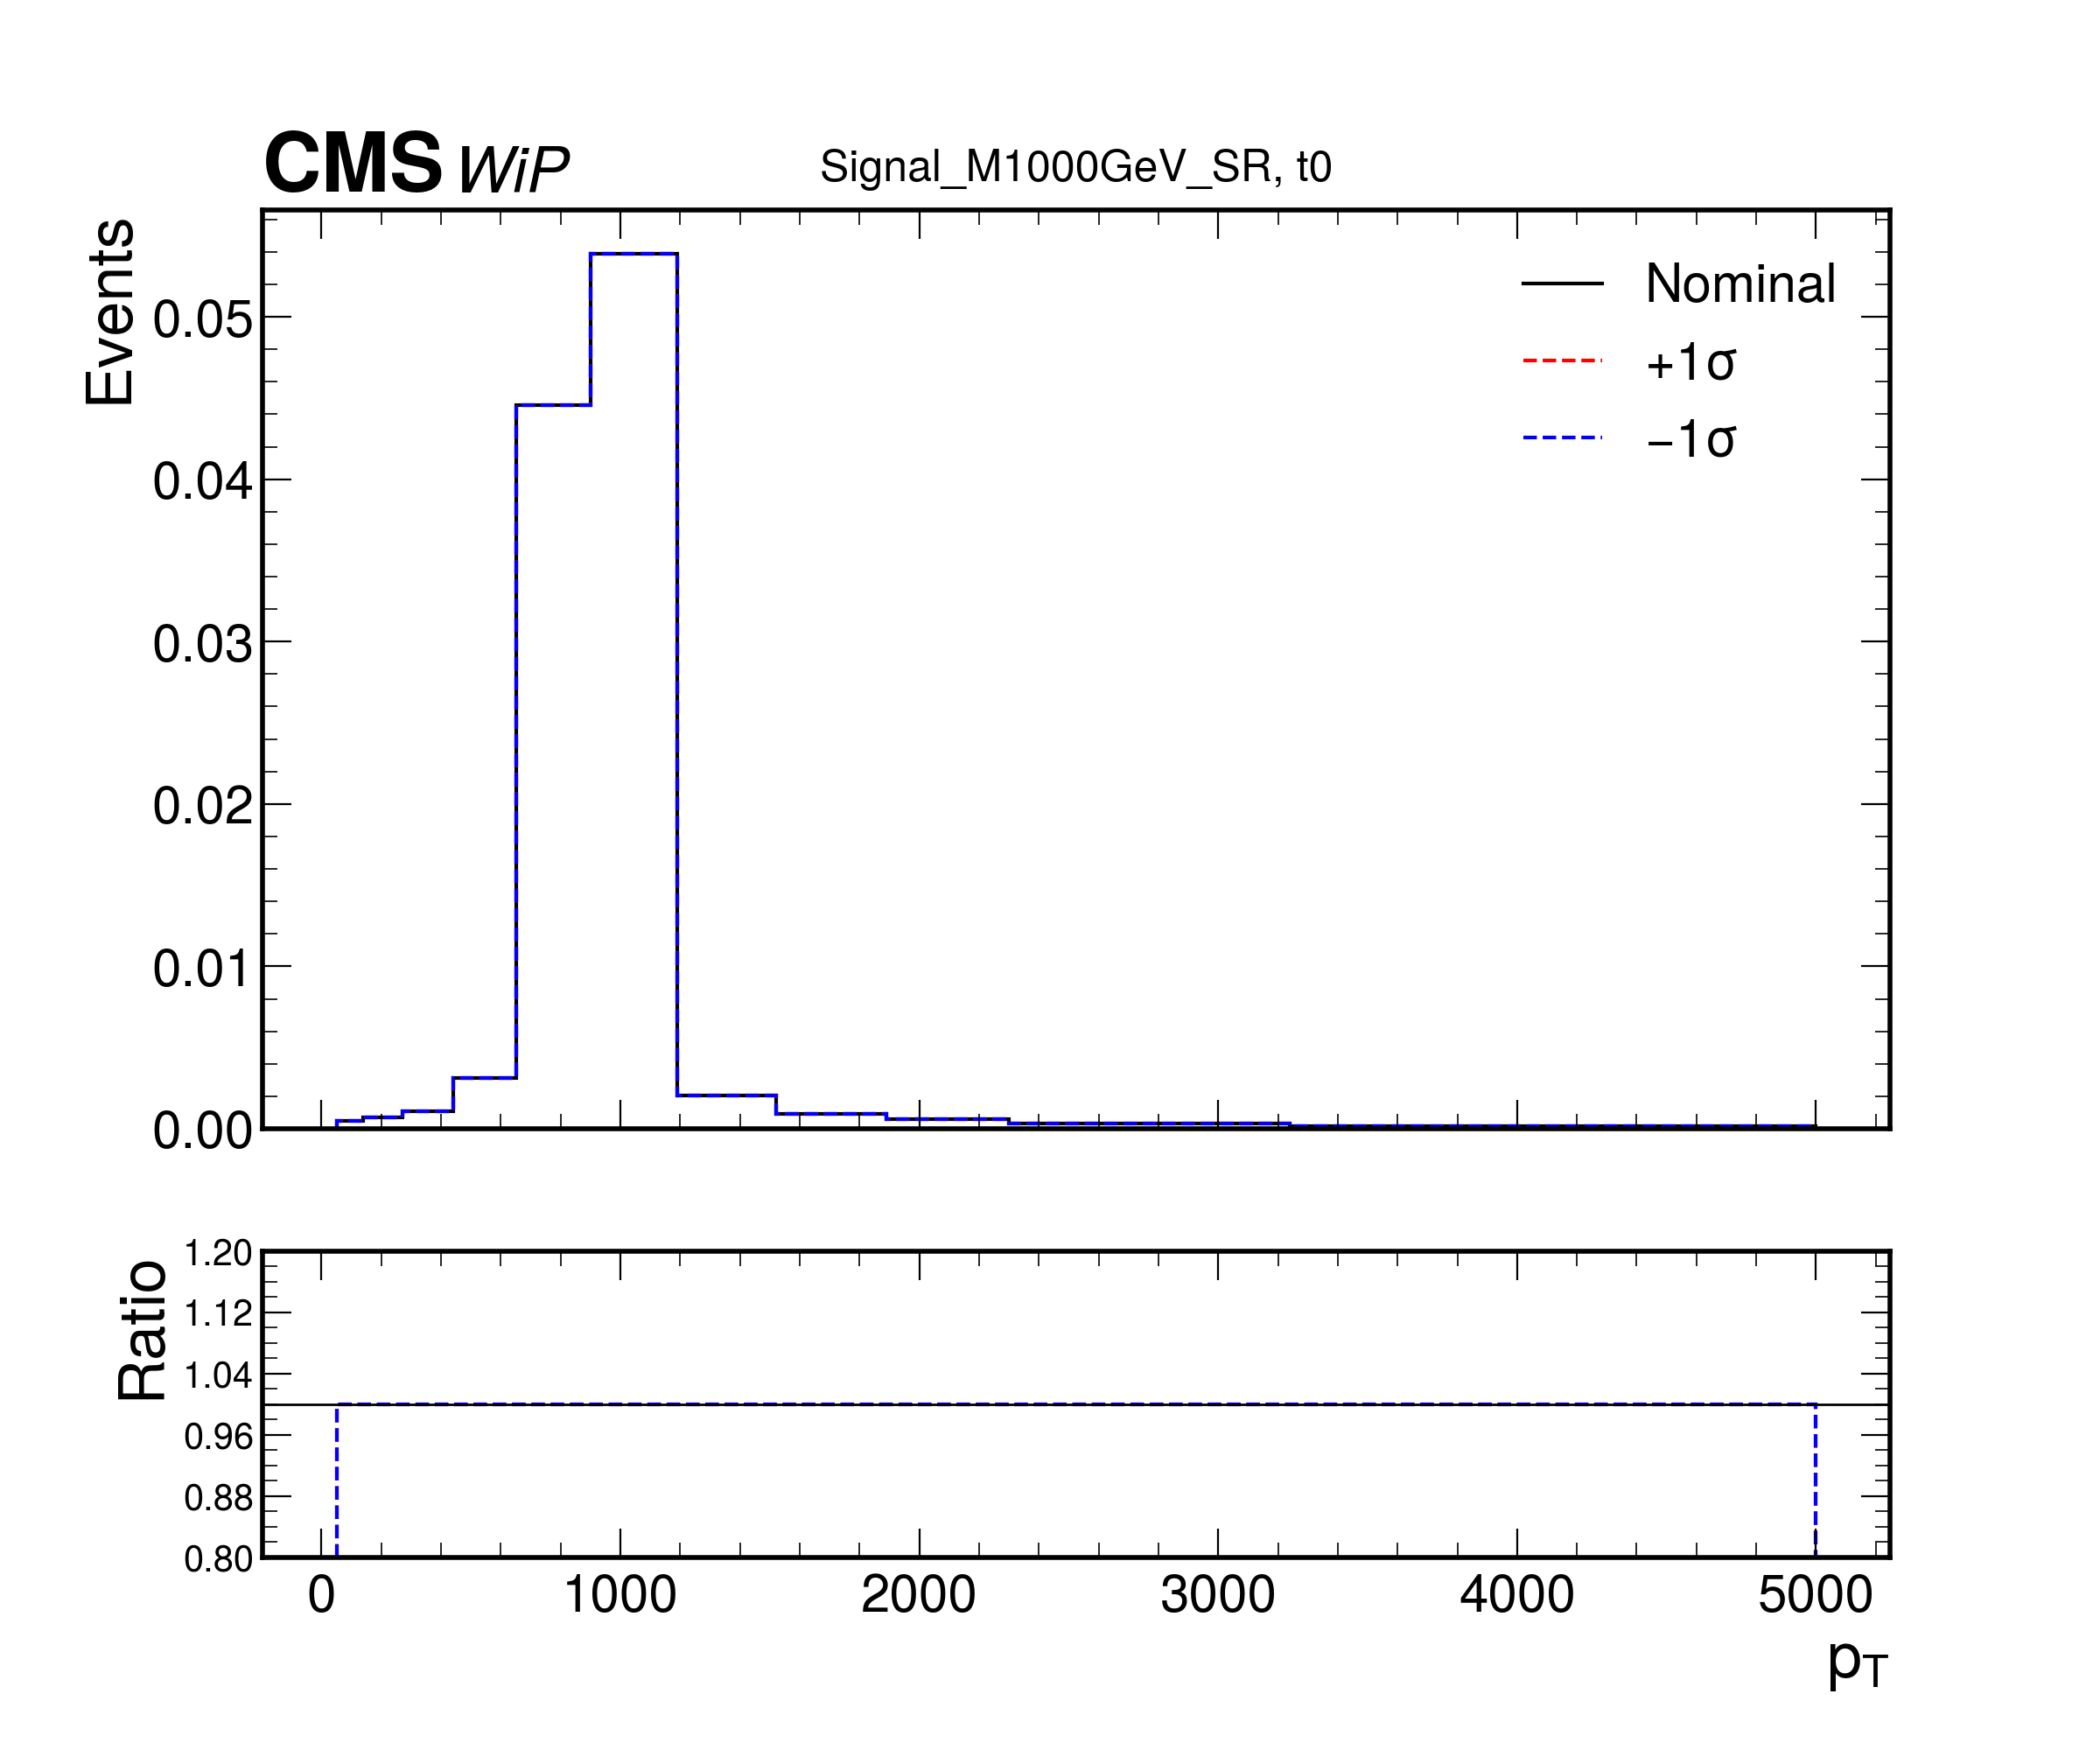 CMS WiP Signal_M1000GeV_SR, t0
Events
0.05
0.04
0.03
0.02
0.01
0.00
Nominal
+1σ
−1σ
Ratio
1.20
1.12
1.04
0.96
0.88
0.80
0 1000 2000 3000 4000 5000
pT